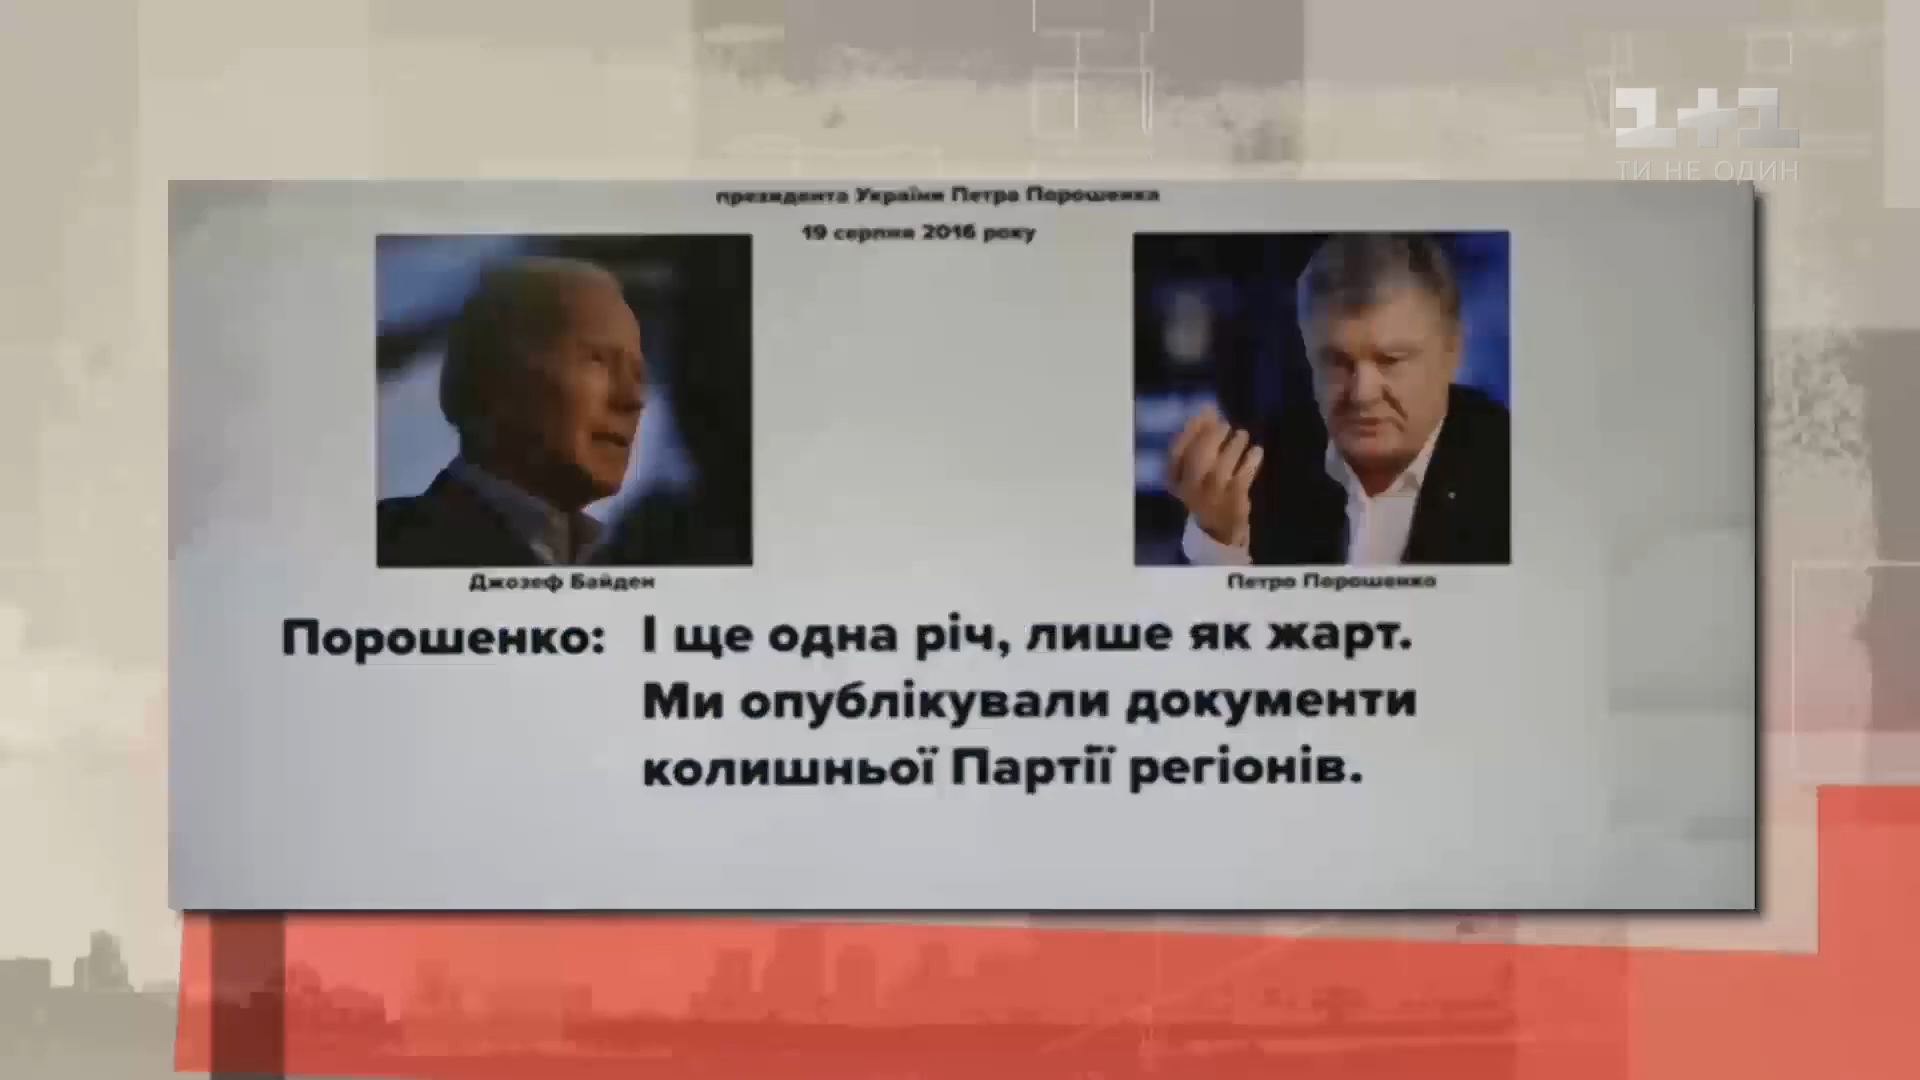 1+1
ТИ НЕ ОДИН
президента України Петра Порошенка
19 серпня 2016 року
Джозеф Байден
Петро Порошенко
Порошенко: І ще одна річ, лише як жарт.
Ми опублікували документи
колишньої Партії регіонів.